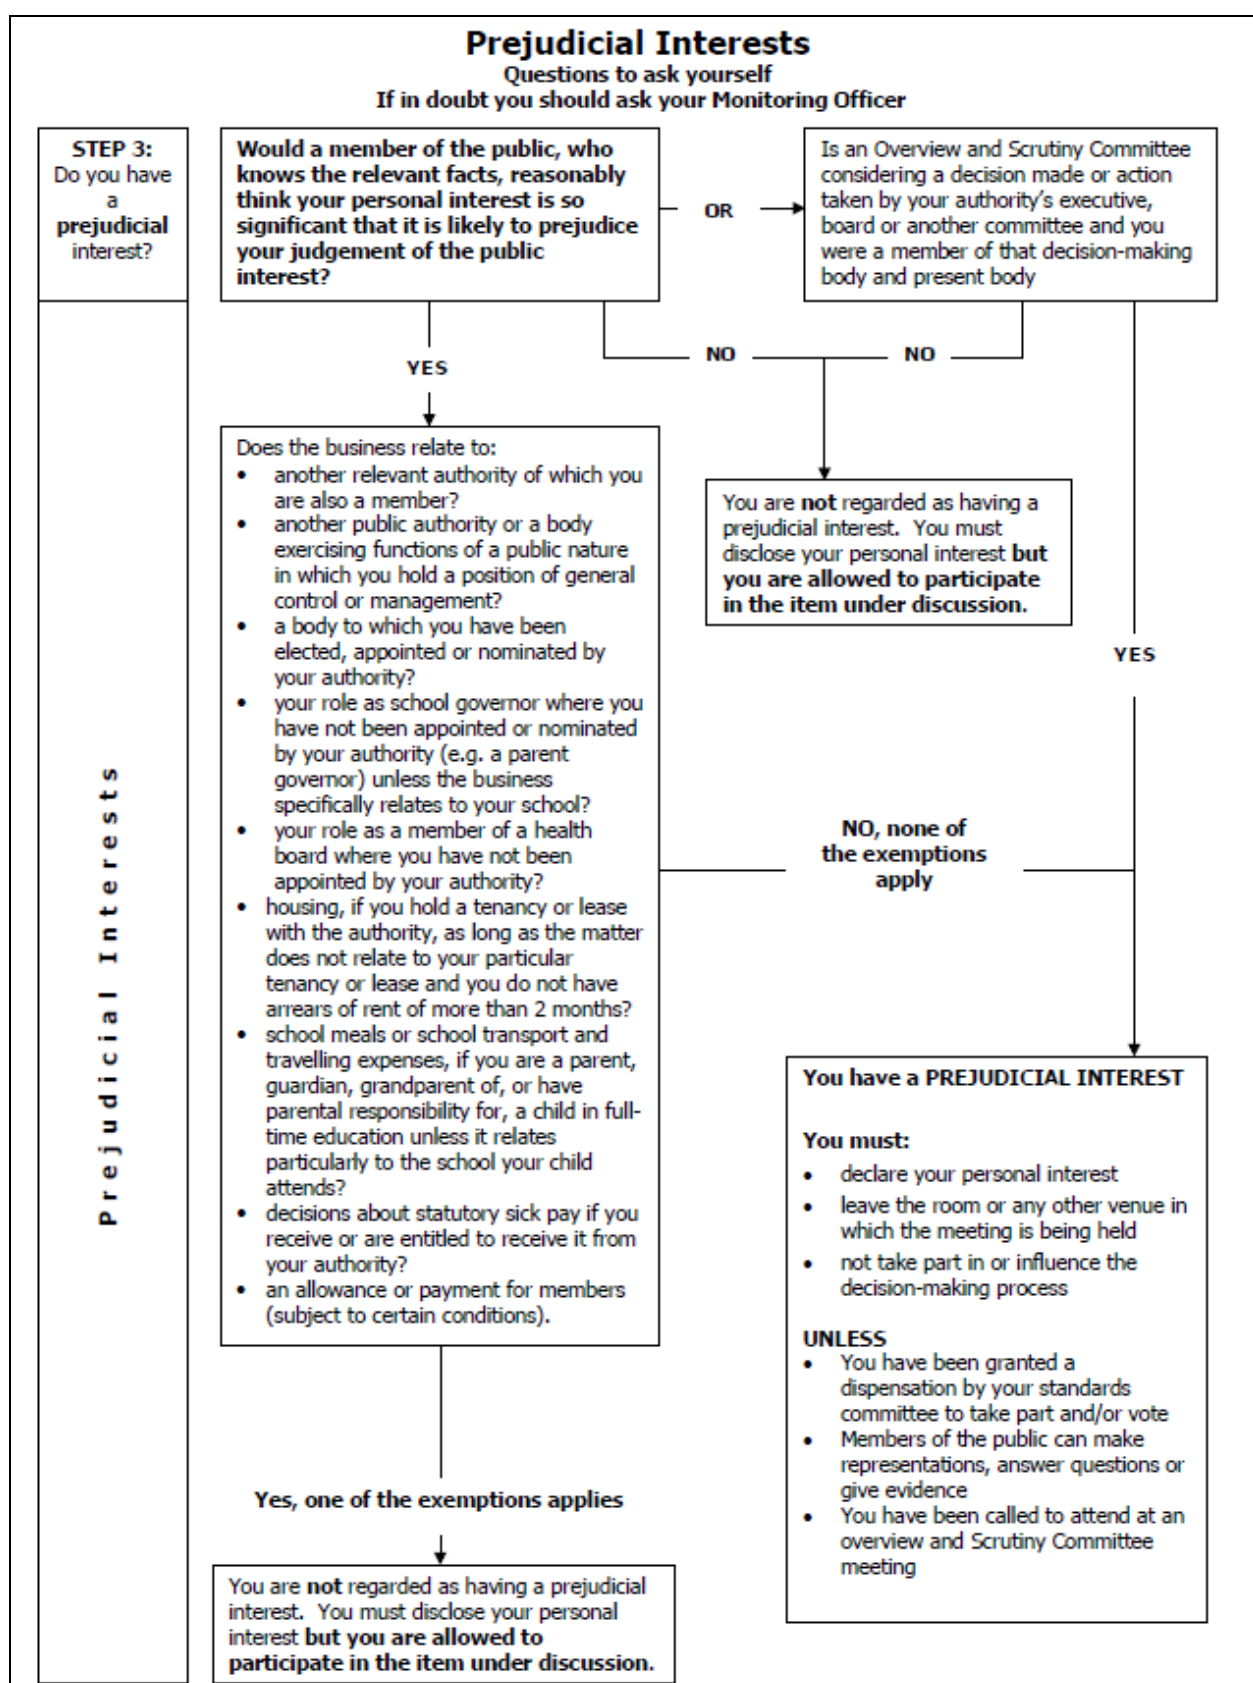 Prejudicial Interests
Questions to ask yourself
If in doubt you should ask your Monitoring Officer
STEP 3:
Do you have
a
prejudicial
interest?
Would a member of the public, who
knows the relevant facts, reasonably
think your personal interest is so
significant that it is likely to prejudice
your judgement of the public
interest?
OR
Is an Overview and Scrutiny Committee
considering a decision made or action
taken by your authority's executive,
board or another committee and you
were a member of that decision-making
body and present body
YES
NO
NO
Prejudicial Interests
Does the business relate to:
• another relevant authority of which you
are also a member?
• another public authority or a body
exercising functions of a public nature
in which you hold a position of general
control or management?
• a body to which you have been
elected, appointed or nominated by
your authority?
• your role as school governor where you
have not been appointed or nominated
by your authority (e.g. a parent
governor) unless the business
specifically relates to your school?
• your role as a member of a health
board where you have not been
appointed by your authority?
• housing, if you hold a tenancy or lease
with the authority, as long as the matter
does not relate to your particular
tenancy or lease and you do not have
arrears of rent of more than 2 months?
• school meals or school transport and
travelling expenses, if you are a parent,
guardian, grandparent of, or have
parental responsibility for, a child in full-
time education unless it relates
particularly to the school your child
attends?
• decisions about statutory sick pay if you
receive or are entitled to receive it from
your authority?
• an allowance or payment for members
(subject to certain conditions).
You are not regarded as having a
prejudicial interest. You must
disclose your personal interest but
you are allowed to participate
in the item under discussion.
YES
NO, none of
the exemptions
apply
You have a PREJUDICIAL INTEREST
You must:
• declare your personal interest
• leave the room or any other venue in
which the meeting is being held
• not take part in or influence the
decision-making process
UNLESS
• You have been granted a
dispensation by your standards
committee to take part and/or vote
• Members of the public can make
representations, answer questions or
give evidence
• You have been called to attend at an
overview and Scrutiny Committee
meeting
Yes, one of the exemptions applies
You are not regarded as having a prejudicial
interest. You must disclose your personal
interest but you are allowed to
participate in the item under discussion.